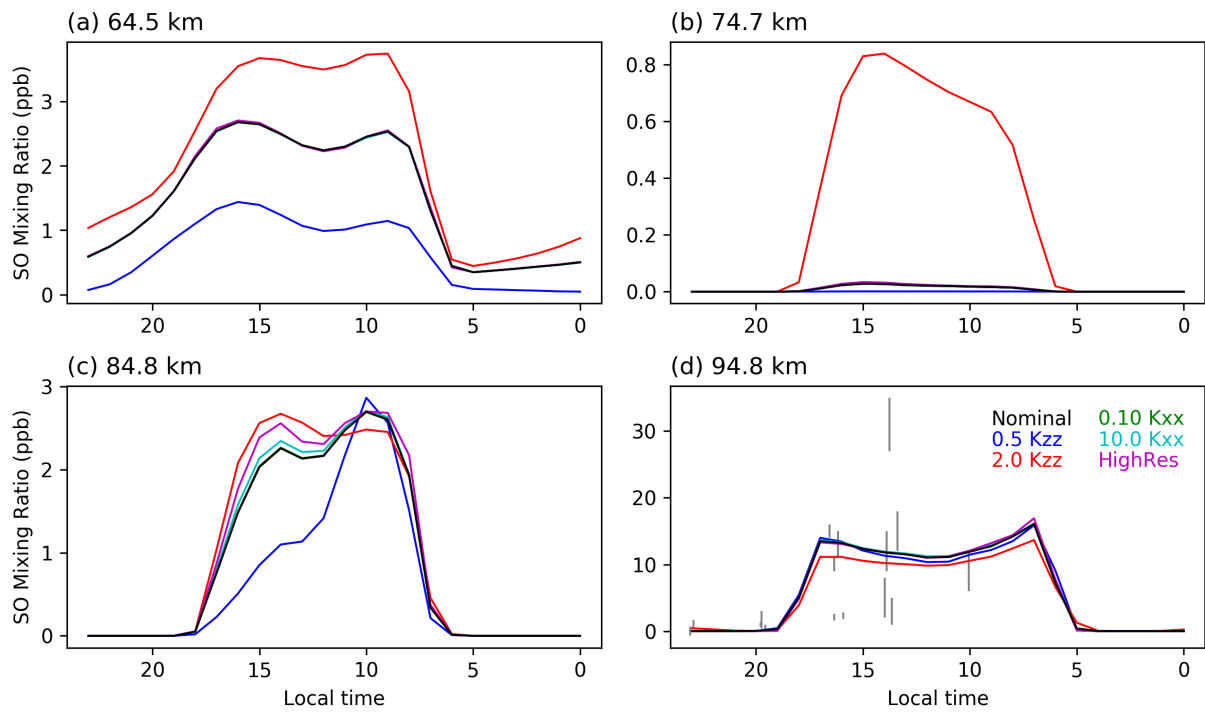 (a) 64.5 km
SO Mixing Ratio (ppb)
3
2
1
0
20 15 10 5 0
(b) 74.7 km
0.8
0.6
0.4
0.2
0.0
20 15 10 5 0
(c) 84.8 km
SO Mixing Ratio (ppb)
3
2
1
0
20 15 10 5 0
Local time
(d) 94.8 km
30
20
10
0
Nominal 0.10 Kxx
0.5 Kzz 10.0 Kxx
2.0 Kzz HighRes
20 15 10 5 0
Local time